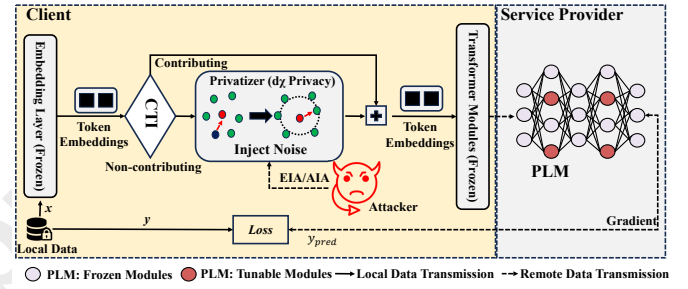 Client
Service Provider
Embedding Layer (Frozen)
Token
Embeddings
CTI
Contributing
Non-contributing
Privatizer (dχ Privacy)
Inject Noise
EIA/AIA
Attacker
Token
Embeddings
Transformer Modules (Frozen)
PLM
x
y
Loss
y_pred
Gradient
Local Data
PLM: Frozen Modules PLM: Tunable Modules Local Data Transmission Remote Data Transmission